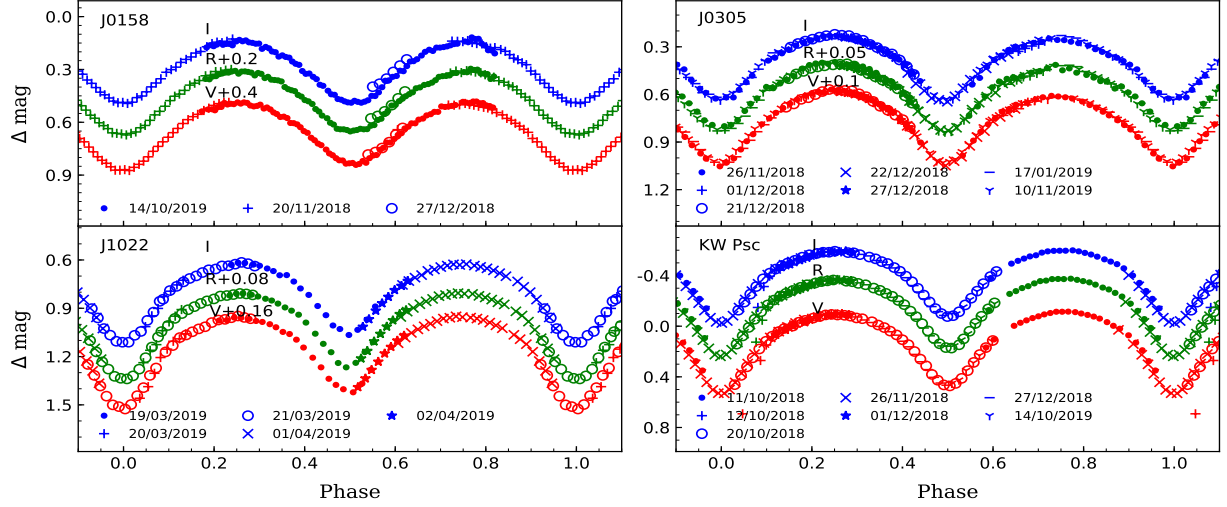 J0158
I
R+0.2
V+0.4
0.0
0.3
0.6
0.9
Δ mag
14/10/2019 20/11/2018 27/12/2018
J0305
I
R+0.05
V+0.1
0.3
0.6
0.9
1.2
26/11/2018 22/12/2018 17/01/2019
01/12/2018 27/12/2018 10/11/2019
21/12/2018
J1022
I
R+0.08
V+0.16
0.6
0.9
1.2
1.5
Δ mag
19/03/2019 21/03/2019 02/04/2019
20/03/2019 01/04/2019
0.0 0.2 0.4 0.6 0.8 1.0
Phase
KW Psc
I
R
V
-0.4
0.0
0.4
0.8
11/10/2018 26/11/2018 27/12/2018
12/10/2018 01/12/2018 14/10/2019
20/10/2018
0.0 0.2 0.4 0.6 0.8 1.0
Phase